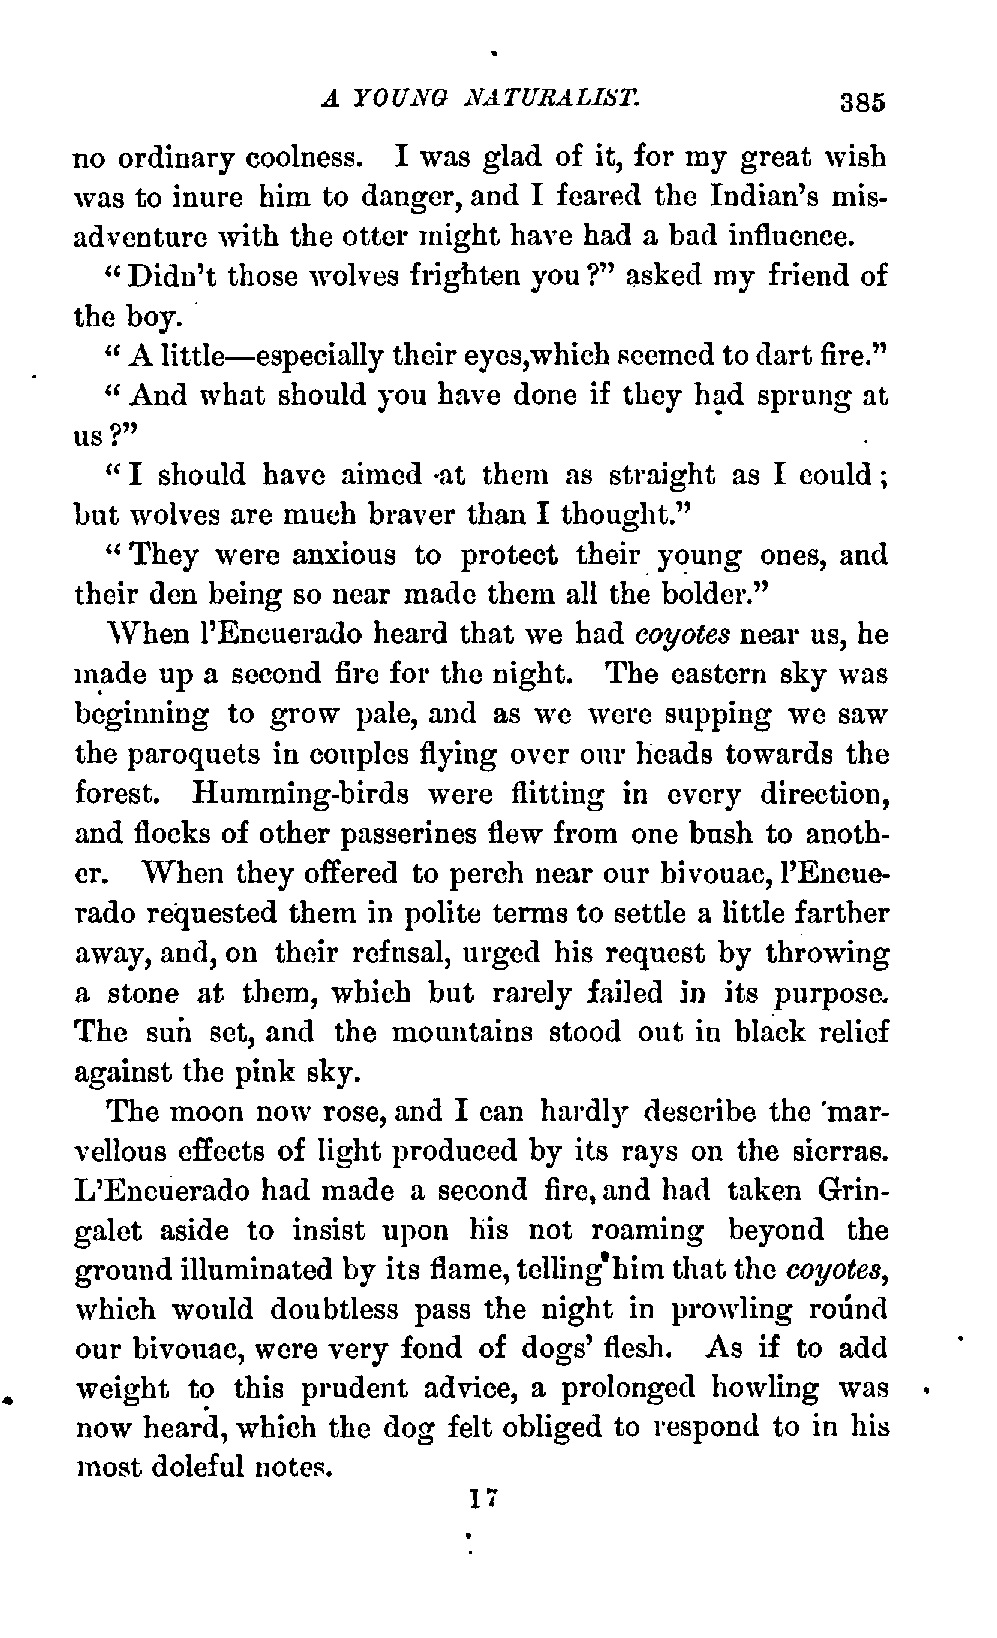 A YOUNG NATURALIST. 385
no ordinary coolness. I was glad of it, for my great wish
was to inure him to danger, and I feared the Indian's mis-
adventure with the otter might have had a bad influence.
"Didn't those wolves frighten you?" asked my friend of
the boy.
"A little—especially their eyes, which seemed to dart fire."
"And what should you have done if they had sprung at
us?"
"I should have aimed at them as straight as I could;
but wolves are much braver than I thought."
"They were anxious to protect their young ones, and
their den being so near made them all the bolder."
When l'Encuerado heard that we had coyotes near us, he
made up a second fire for the night. The eastern sky was
beginning to grow pale, and as we were supping we saw
the paroquets in couples flying over our heads towards the
forest. Humming-birds were flitting in every direction,
and flocks of other passerines flew from one bush to anoth-
er. When they offered to perch near our bivouac, l'Encue-
rado requested them in polite terms to settle a little farther
away, and, on their refusal, urged his request by throwing
a stone at them, which but rarely failed in its purpose.
The sun set, and the mountains stood out in black relief
against the pink sky.
The moon now rose, and I can hardly describe the mar-
vellous effects of light produced by its rays on the sierras.
L'Encuerado had made a second fire, and had taken Grin-
galet aside to insist upon his not roaming beyond the
ground illuminated by its flame, telling him that the coyotes,
which would doubtless pass the night in prowling round
our bivouac, were very fond of dogs' flesh. As if to add
weight to this prudent advice, a prolonged howling was
now heard, which the dog felt obliged to respond to in his
most doleful notes.
17